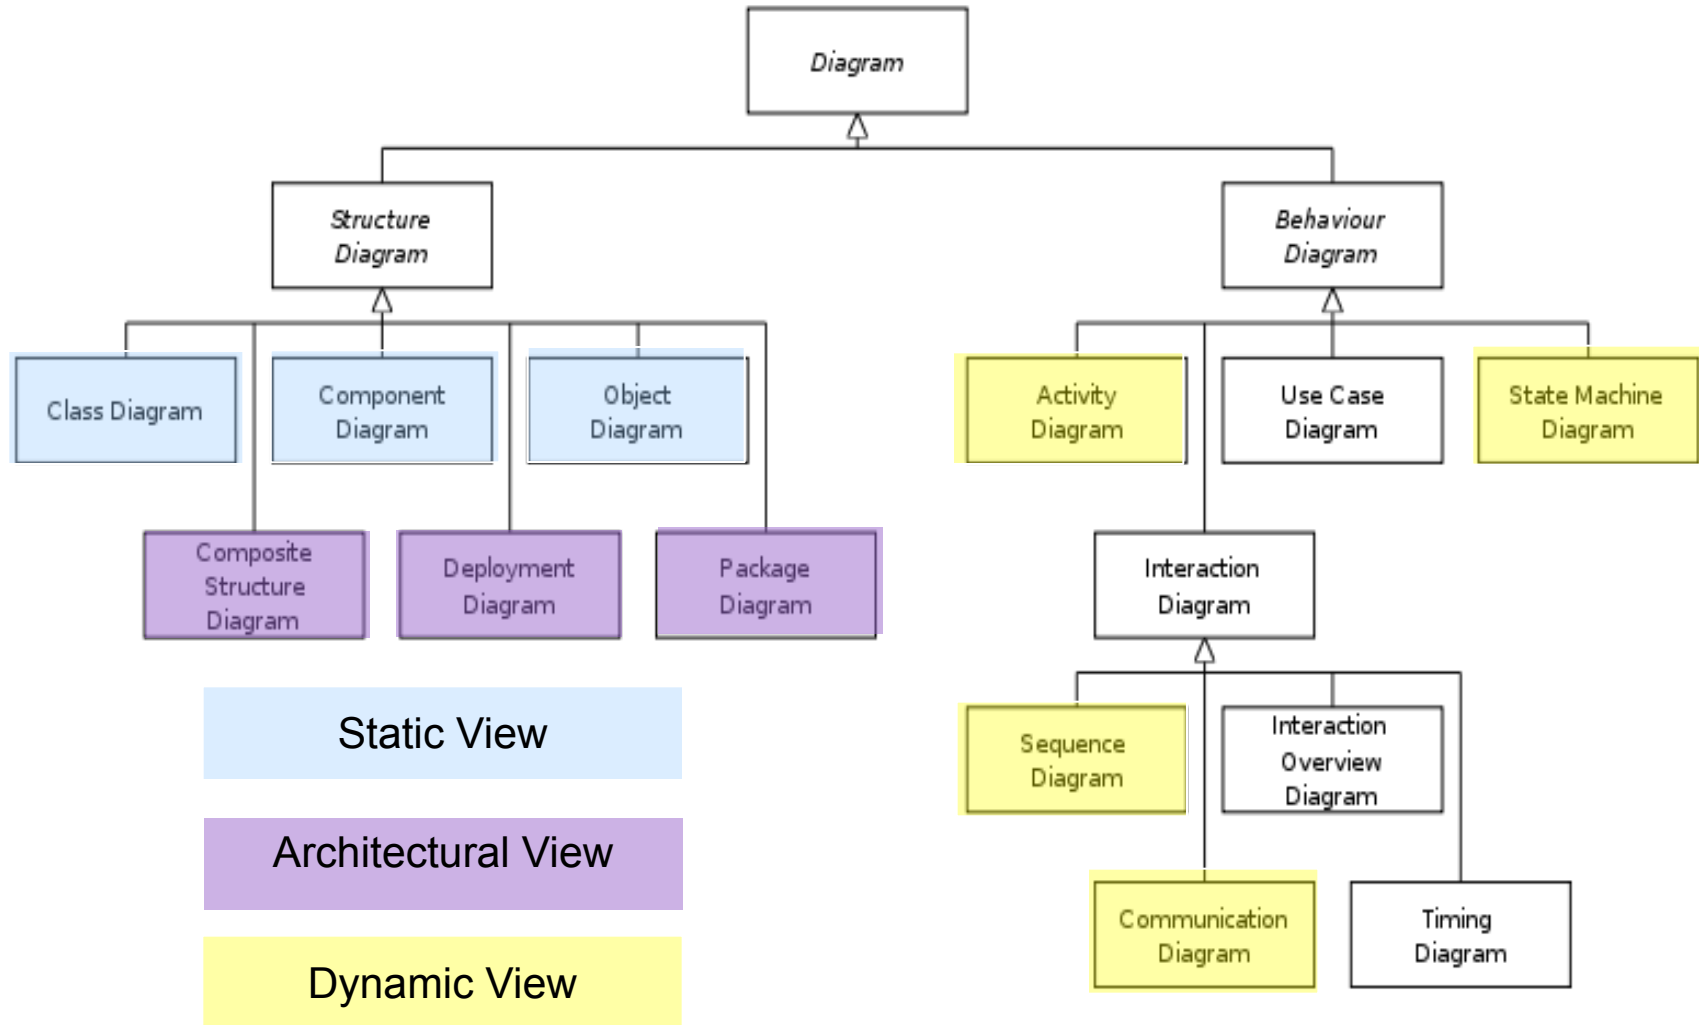 Diagram
Structure
Diagram
Behaviour
Diagram
Class Diagram
Component
Diagram
Object
Diagram
Activity
Diagram
Use Case
Diagram
State Machine
Diagram
Composite
Structure
Diagram
Deployment
Diagram
Package
Diagram
Interaction
Diagram
Sequence
Diagram
Interaction
Overview
Diagram
Communication
Diagram
Timing
Diagram
Static View
Architectural View
Dynamic View